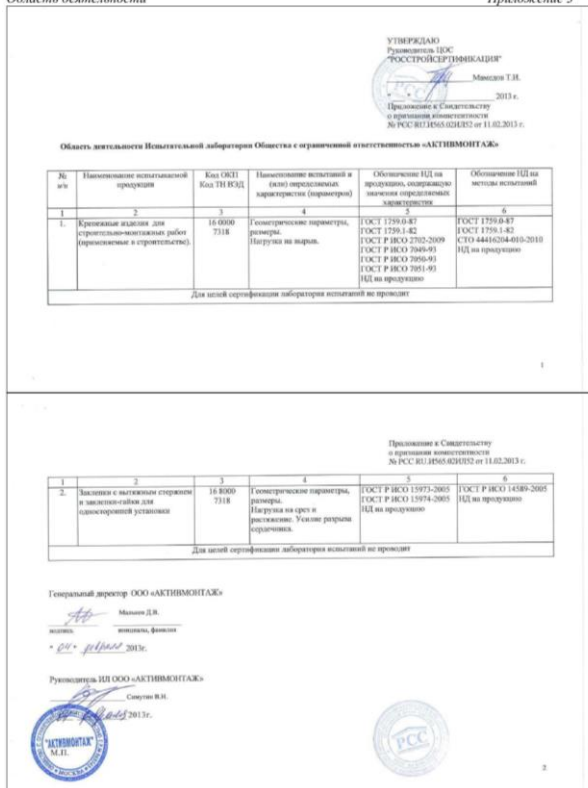 Область деятельности Приложение 3
УТВЕРЖДАЮ
Руководитель ЦОС
"РОССТРОЙСЕРТИФИКАЦИЯ"
Мамедов Т.И.
2013 г.
Приложение к Свидетельству
о признании компетентности
№ РСС RU.И565.02ИЛ52 от 11.02.2013 г.
Область деятельности Испытательной лаборатории Общества с ограниченной ответственностью «АКТИВМОНТАЖ»
№ п/п
Наименование испытываемой продукции
Код ОКП
Код ТН ВЭД
Наименование испытаний и (или) определяемых характеристик (параметров)
Обозначение НД на продукцию, содержащую значения определяемых характеристик
Обозначение НД на методы испытаний
1 2 3 4 5 6
1.
Крепежные изделия для
строительно-монтажных работ
(применяемые в строительстве).
16 0000
7318
Геометрические параметры,
размеры.
Нагрузка на вырыв.
ГОСТ 1759.0-87
ГОСТ 1759.1-82
ГОСТ Р ИСО 2702-2009
ГОСТ Р ИСО 7049-93
ГОСТ Р ИСО 7050-93
ГОСТ Р ИСО 7051-93
НД на продукцию
ГОСТ 1759.0-87
ГОСТ 1759.1-82
СТО 44416204-010-2010
НД на продукцию
Для целей сертификации лаборатория испытаний не проводит
1
Приложение к Свидетельству
о признании компетентности
№ РСС RU.И565.02ИЛ52 от 11.02.2013 г.
1 2 3 4 5 6
2.
Заклепки с вытяжным стержнем
и заклепки-гайки для
односторонней установки
16 8000
7318
Геометрические параметры,
размеры.
Нагрузка на срез и
растяжение. Усилие разрыва
сердечника.
ГОСТ Р ИСО 15973-2005
ГОСТ Р ИСО 15974-2005
НД на продукцию
ГОСТ Р ИСО 14589-2005
НД на продукцию
Для целей сертификации лаборатория испытаний не проводит
Генеральный директор ООО «АКТИВМОНТАЖ»
подпись инициалы, фамилия
февраля 2013г.
Руководитель ИЛ ООО «АКТИВМОНТАЖ»
2013г.
"АКТИВМОНТАЖ"
М.П.
РСС
2